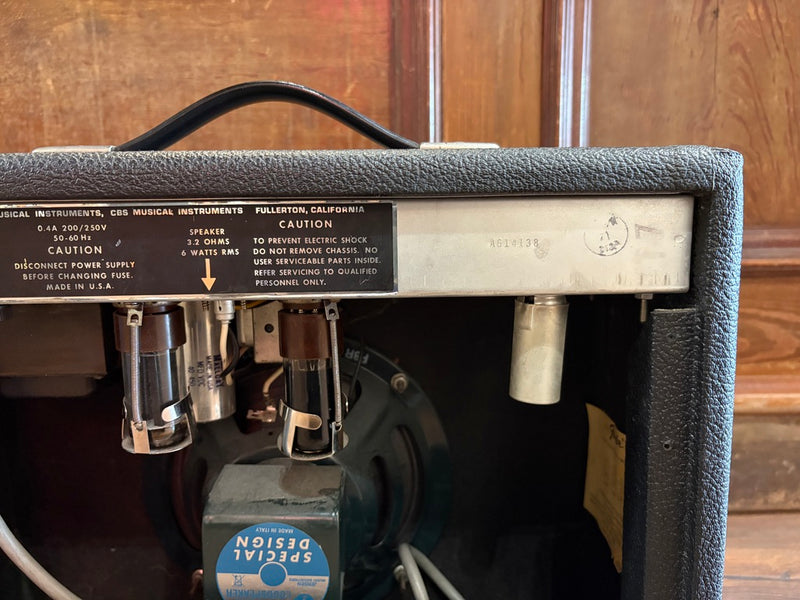 USICAL INSTRUMENTS, CBS MUSICAL INSTRUMENTS FULLERTON, CALIFORNIA
0.4A 200/250V
50-60 Hz
CAUTION
DISCONNECT POWER SUPPLY
BEFORE CHANGING FUSE.
MADE IN U.S.A.
SPEAKER
3.2 OHMS
6 WATTS RMS
CAUTION
TO PREVENT ELECTRIC SHOCK
DO NOT REMOVE CHASSIS. NO
USER SERVICEABLE PARTS INSIDE.
REFER SERVICING TO QUALIFIED
PERSONNEL ONLY.
A614138
MADE IN ITALY
SPECIAL
DESIGN
LOUDSPEAKER